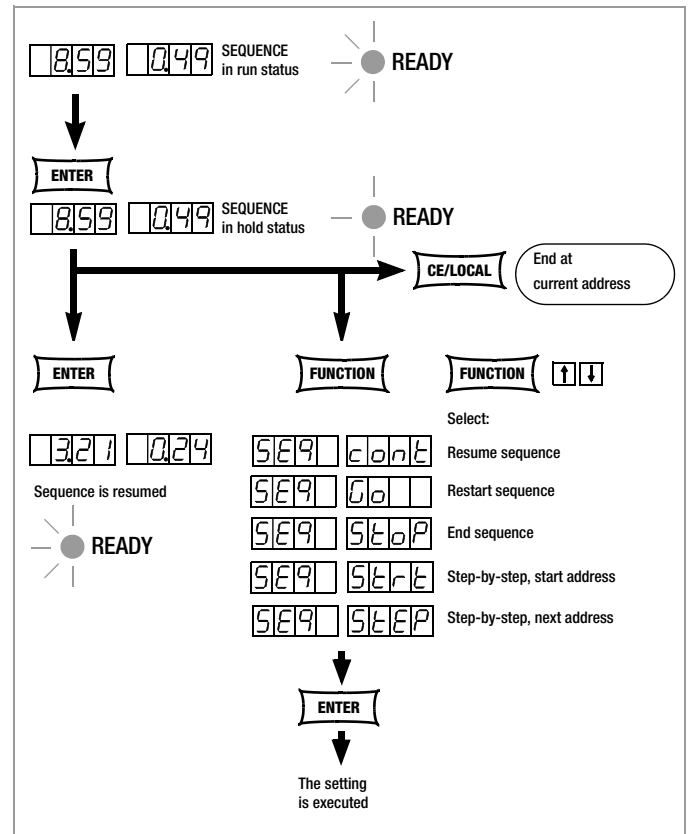 8.59 0.49 SEQUENCE
in run status
READY
ENTER
8.59 0.49 SEQUENCE
in hold status
READY
CE/LOCAL
End at
current address
ENTER
FUNCTION
FUNCTION ↑ ↓
Select:
3.21 0.24
SEq cont Resume sequence
Sequence is resumed
SEq Go Restart sequence
READY
SEq StoP End sequence
SEq Strt Step-by-step, start address
SEq StEP Step-by-step, next address
ENTER
The setting
is executed